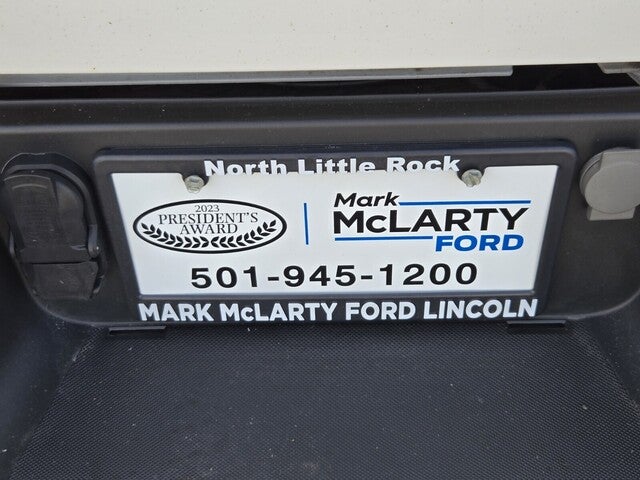 North Little Rock
2023
PRESIDENT'S
AWARD
Mark
McLARTY
FORD
501-945-1200
MARK McLARTY FORD LINCOLN